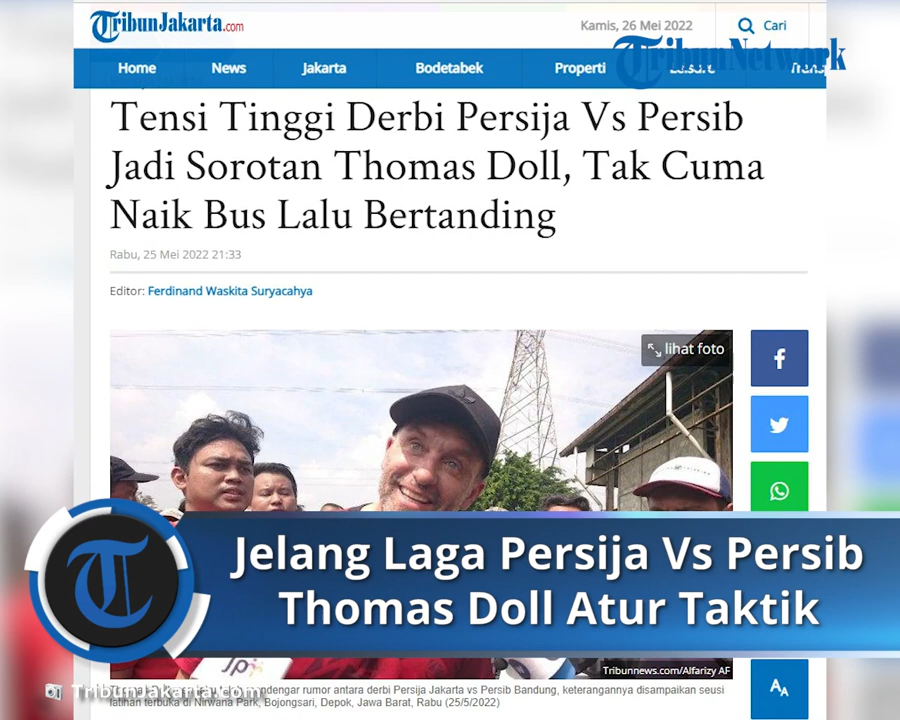 TribunJakarta.com
Kamis, 26 Mei 2022
Cari
TribunNetwork
Home News Jakarta Bodetabek Properti
Tensi Tinggi Derbi Persija Vs Persib
Jadi Sorotan Thomas Doll, Tak Cuma
Naik Bus Lalu Bertanding
Rabu, 25 Mei 2022 21:33
Editor: Ferdinand Waskita Suryacahya
lihat foto
Jelang Laga Persija Vs Persib
Thomas Doll Atur Taktik
Tribunnews.com/Alfarizy AF
TribunJakarta.com
rumor antara derbi Persija Jakarta vs Persib Bandung, keterangannya disampaikan seusi
latihan terbuka di Nirwana Park, Bojongsari, Depok, Jawa Barat, Rabu (25/5/2022)
AA